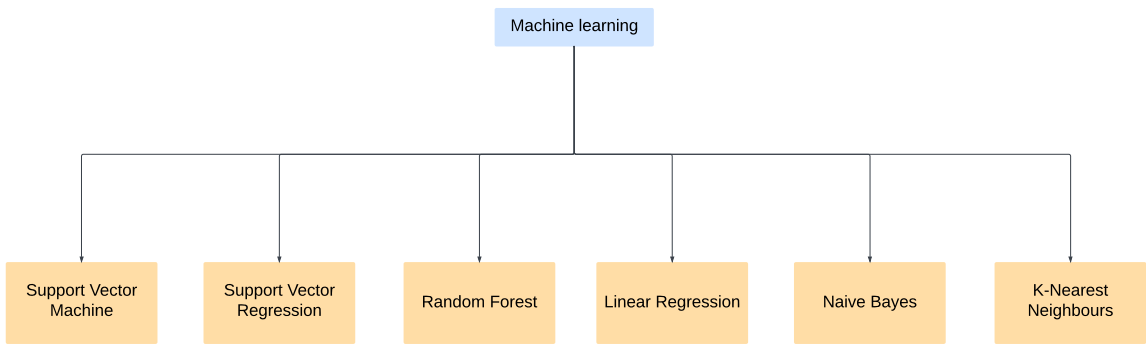 Machine learning
Support Vector
Machine
Support Vector
Regression
Random Forest
Linear Regression
Naive Bayes
K-Nearest
Neighbours